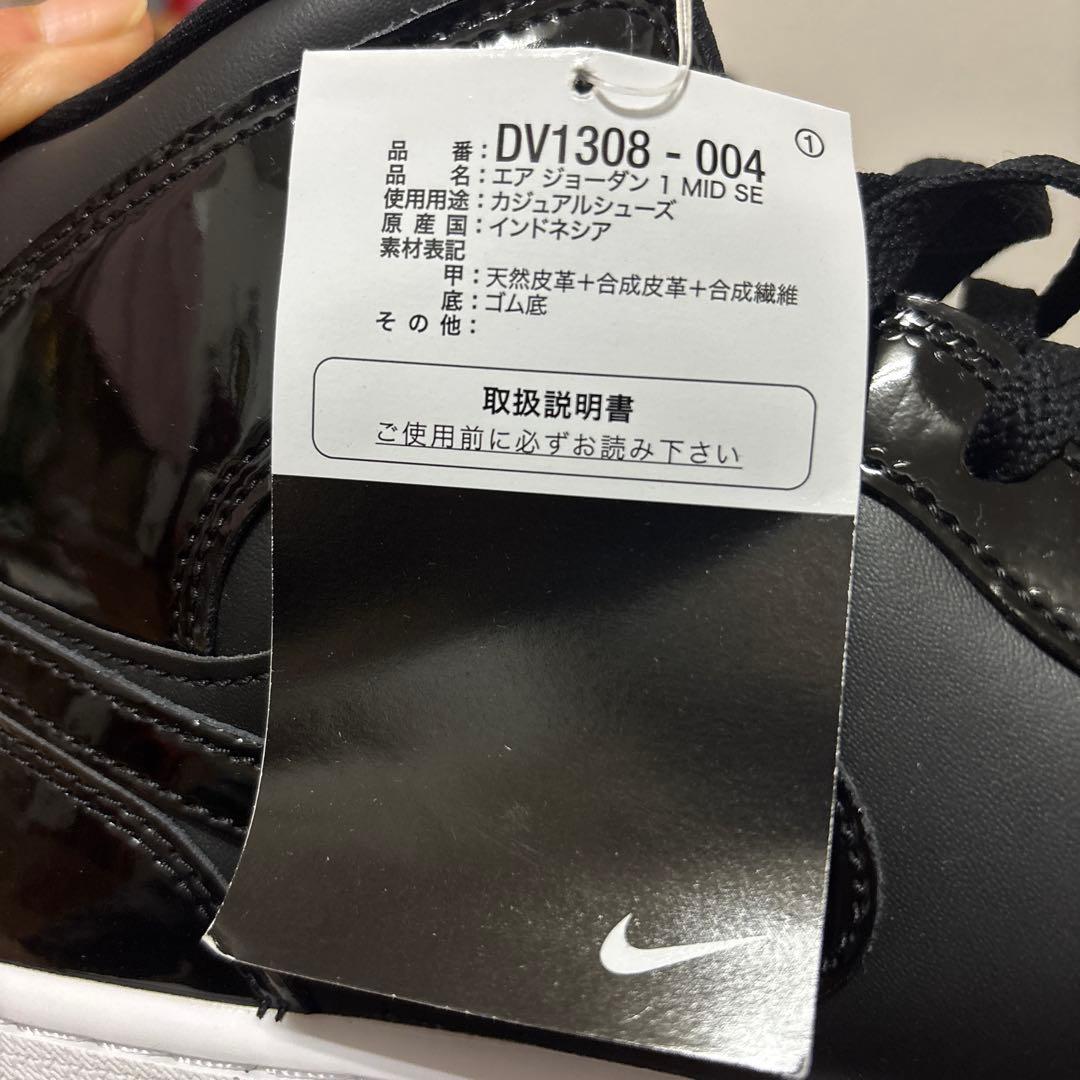 ①
品番：DV1308 - 004
品名：エア ジョーダン 1 MID SE
使用用途：カジュアルシューズ
原産国：インドネシア
素材表記
甲：天然皮革＋合成皮革＋合成繊維
底：ゴム底
その他：
取扱説明書
ご使用前に必ずお読み下さい